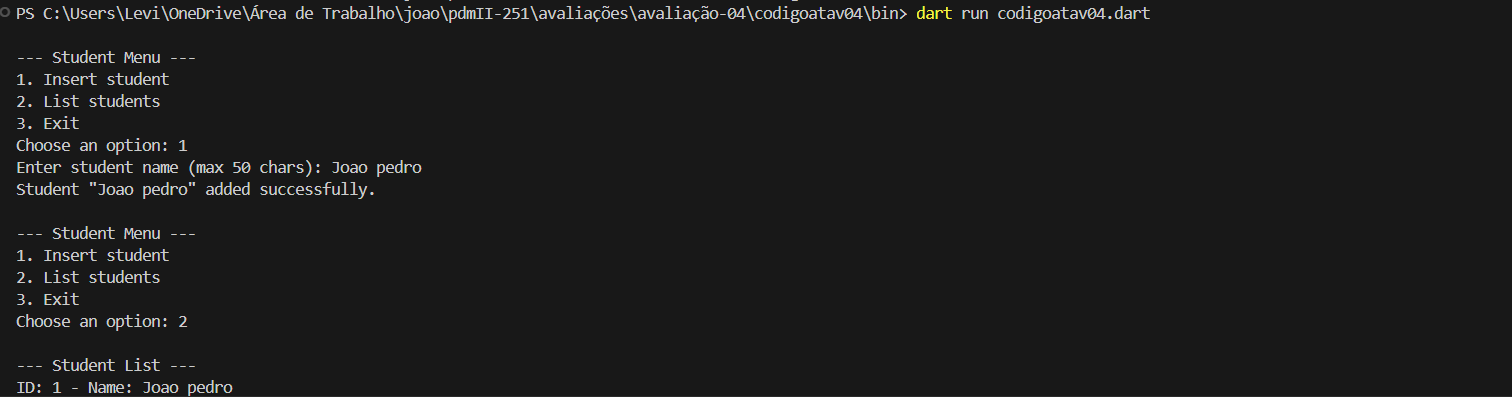 PS C:\Users\Levi\OneDrive\Área de Trabalho\joao\pdmII-251\avaliações\avaliação-04\codigoatav04\bin> dart run codigoatav04.dart
--- Student Menu ---
1. Insert student
2. List students
3. Exit
Choose an option: 1
Enter student name (max 50 chars): Joao pedro
Student "Joao pedro" added successfully.
--- Student Menu ---
1. Insert student
2. List students
3. Exit
Choose an option: 2
--- Student List ---
ID: 1 - Name: Joao pedro